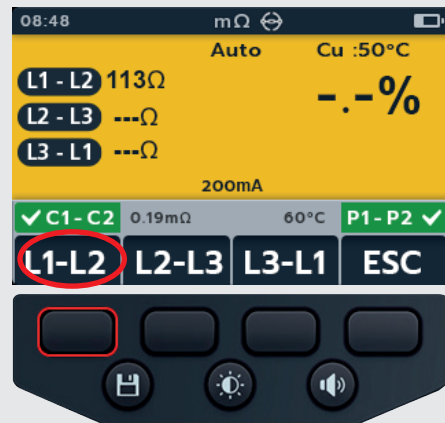 08:48 mΩ
Auto Cu :50°C
L1 - L2 113Ω
-.-%
L2 - L3 ---Ω
L3 - L1 ---Ω
200mA
✓ C1 - C2 0.19mΩ 60°C P1 - P2 ✓
L1-L2 L2-L3 L3-L1 ESC